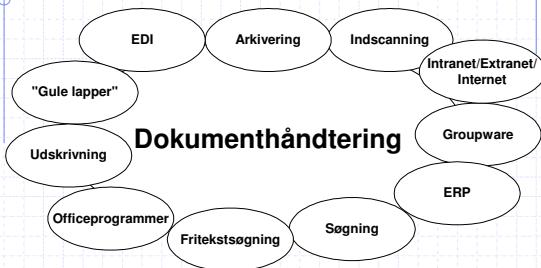 EDI
Arkivering
Indscanning
Intranet/Extranet/
Internet
"Gule lapper"
Dokumenthåndtering
Groupware
Udskrivning
ERP
Officeprogrammer
Fritekstsøgning
Søgning